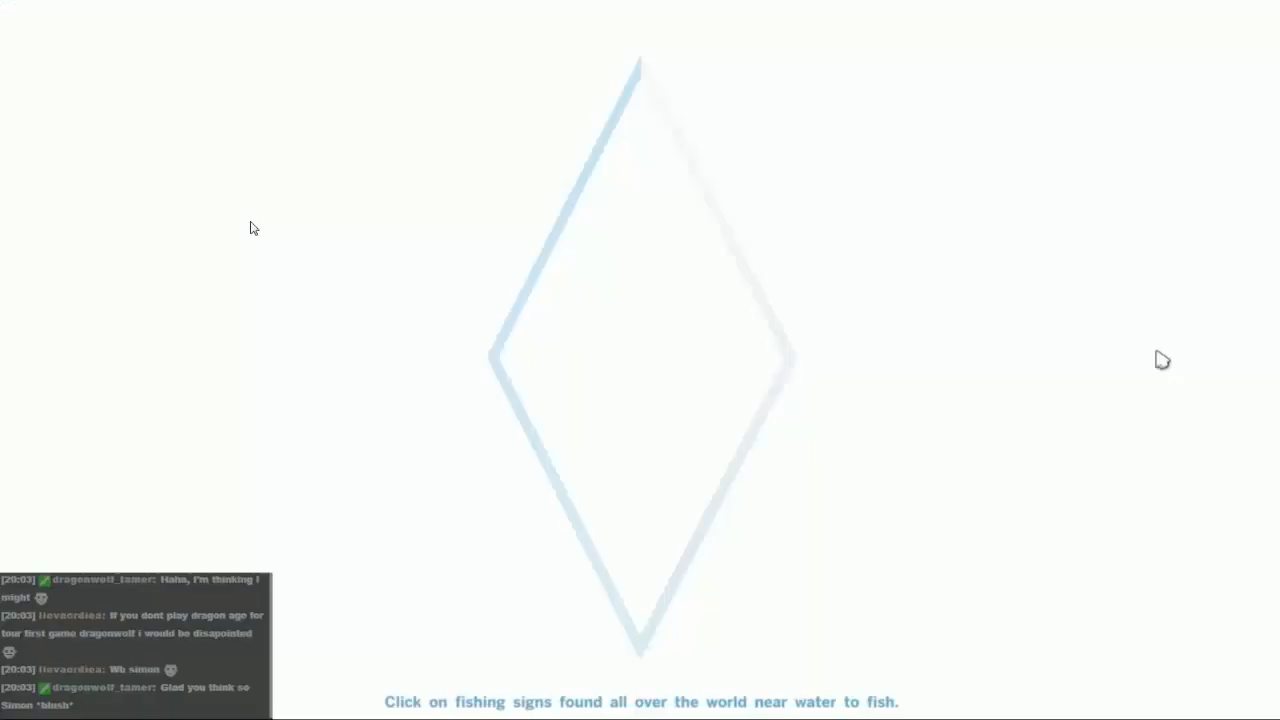 [20:03] dragonwolf_tamer: Haha, I'm thinking I
might
[20:03] lievaordiea: If you dont play dragon age for
tour first game dragonwolf i would be disapointed
[20:03] lievaordiea: Wb simon
[20:03] dragonwolf_tamer: Glad you think so
Simon *blush*
Click on fishing signs found all over the world near water to fish.